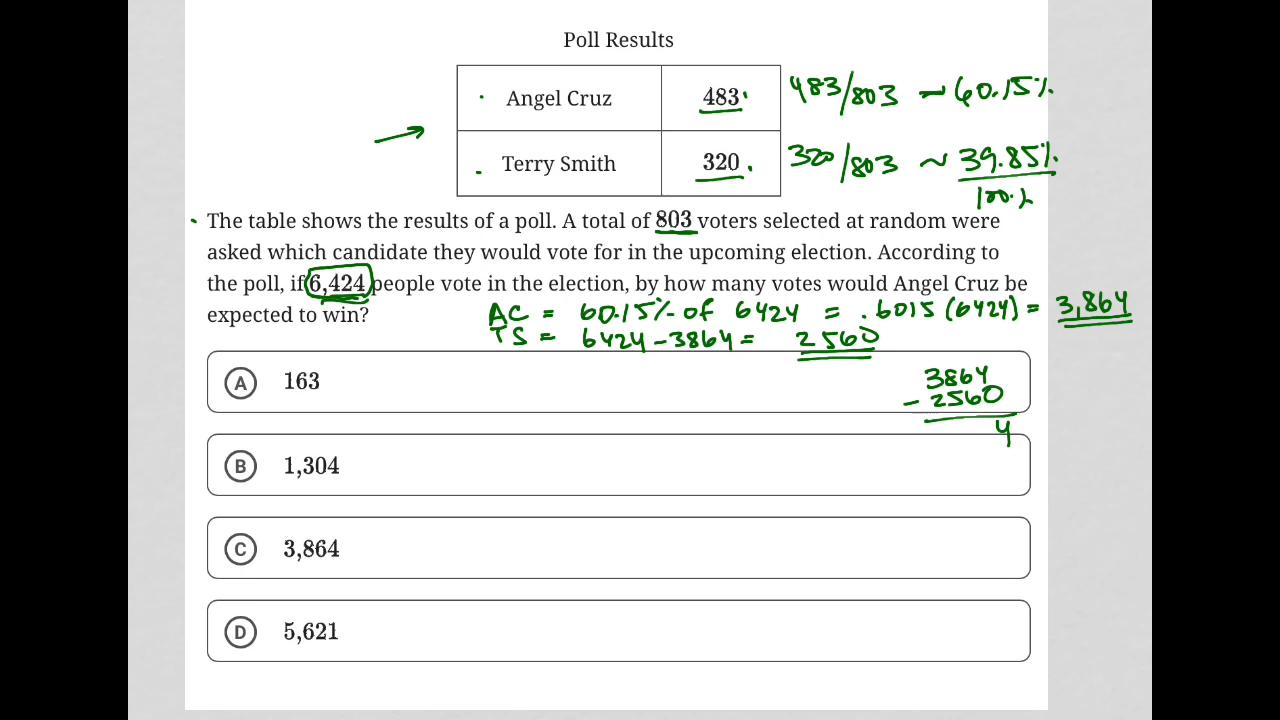 Poll Results
Angel Cruz 483 483/803 ~ 60.15%
Terry Smith 320 320/803 ~ 39.85%
The table shows the results of a poll. A total of 803 voters selected at random were
asked which candidate they would vote for in the upcoming election. According to
the poll, if 6,424 people vote in the election, by how many votes would Angel Cruz be
expected to win?
AC = 60.15% of 6424 = .6015 (6424) = 3,864
TS = 6424 - 3864 = 2560
A 163
3864
- 2560
4
B 1,304
C 3,864
D 5,621